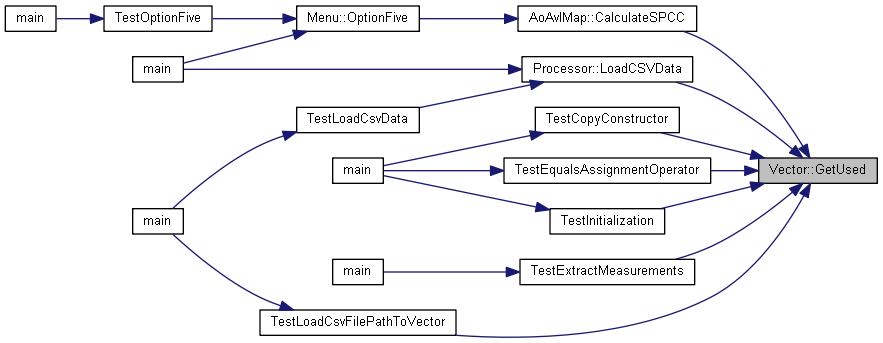 main
TestOptionFive
Menu::OptionFive
AoAvlMap::CalculateSPCC
main
Processor::LoadCSVData
TestLoadCsvData
TestCopyConstructor
main
TestEqualsAssignmentOperator
Vector::GetUsed
main
TestInitialization
main
TestExtractMeasurements
TestLoadCsvFilePathToVector